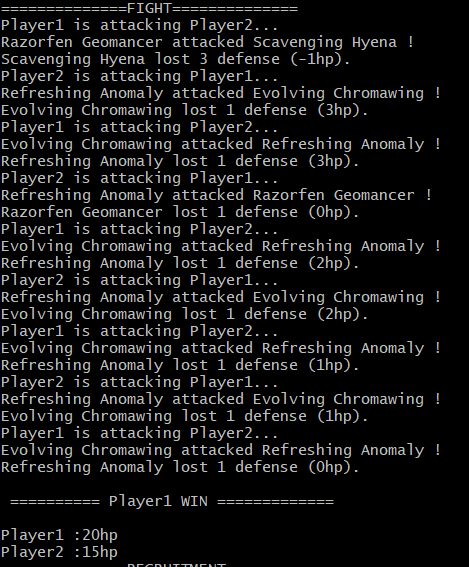 ==============FIGHT==============
Player1 is attacking Player2...
Razorfen Geomancer attacked Scavenging Hyena !
Scavenging Hyena lost 3 defense (-1hp).
Player2 is attacking Player1...
Refreshing Anomaly attacked Evolving Chromawing !
Evolving Chromawing lost 1 defense (3hp).
Player1 is attacking Player2...
Evolving Chromawing attacked Refreshing Anomaly !
Refreshing Anomaly lost 1 defense (3hp).
Player2 is attacking Player1...
Refreshing Anomaly attacked Razorfen Geomancer !
Razorfen Geomancer lost 1 defense (0hp).
Player1 is attacking Player2...
Evolving Chromawing attacked Refreshing Anomaly !
Refreshing Anomaly lost 1 defense (2hp).
Player2 is attacking Player1...
Refreshing Anomaly attacked Evolving Chromawing !
Evolving Chromawing lost 1 defense (2hp).
Player1 is attacking Player2...
Evolving Chromawing attacked Refreshing Anomaly !
Refreshing Anomaly lost 1 defense (1hp).
Player2 is attacking Player1...
Refreshing Anomaly attacked Evolving Chromawing !
Evolving Chromawing lost 1 defense (1hp).
Player1 is attacking Player2...
Evolving Chromawing attacked Refreshing Anomaly !
Refreshing Anomaly lost 1 defense (0hp).
========== Player1 WIN =============
Player1 :20hp
Player2 :15hp
RECRUITMENT